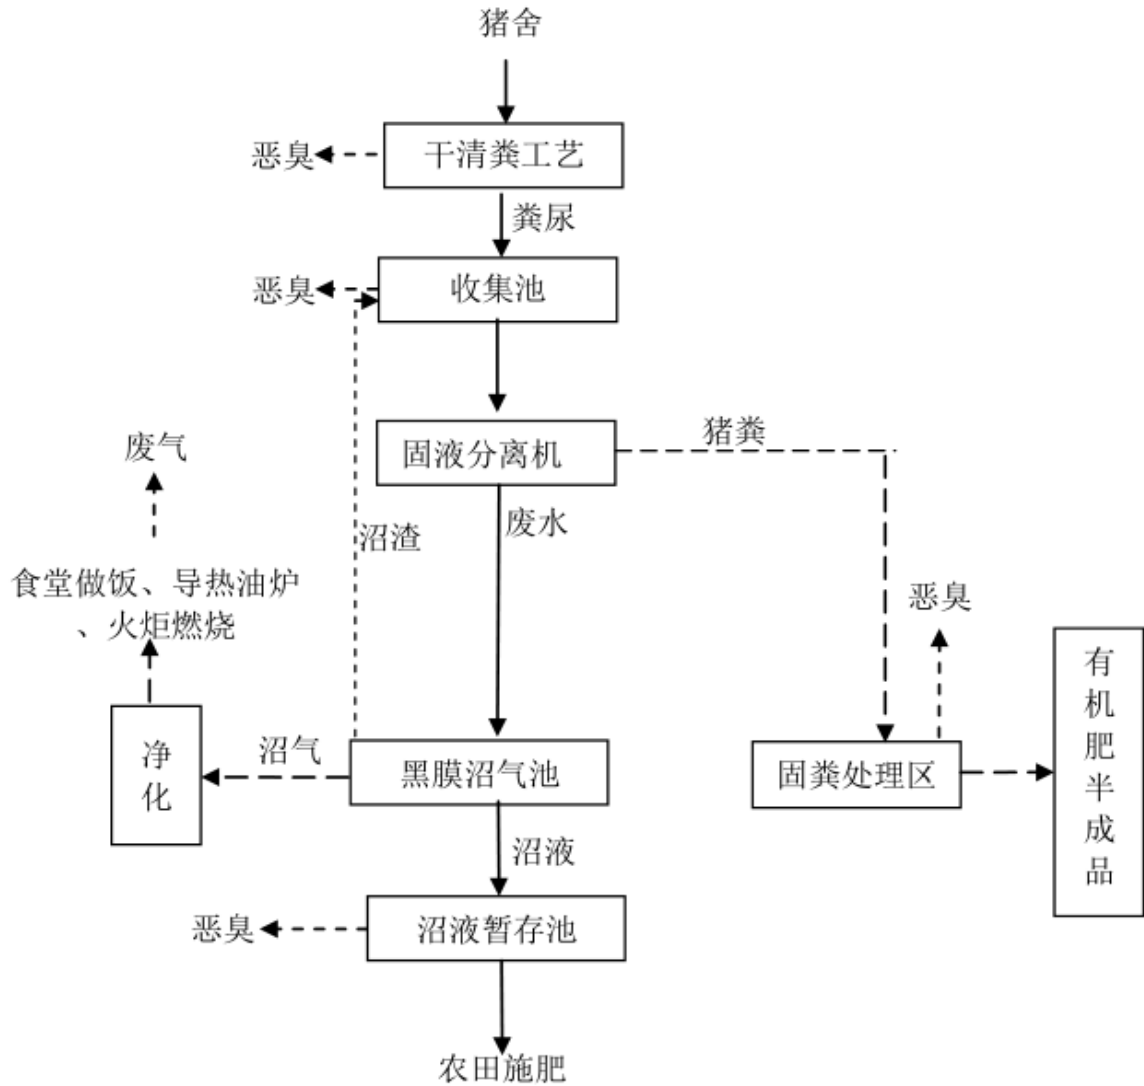 猪舍
恶臭
干清粪工艺
粪尿
恶臭
收集池
猪粪
废气
固液分离机
废水
沼渣
食堂做饭、导热油炉
、火炬燃烧
恶臭
有机肥半成品
净化
沼气
黑膜沼气池
固粪处理区
沼液
恶臭
沼液暂存池
农田施肥